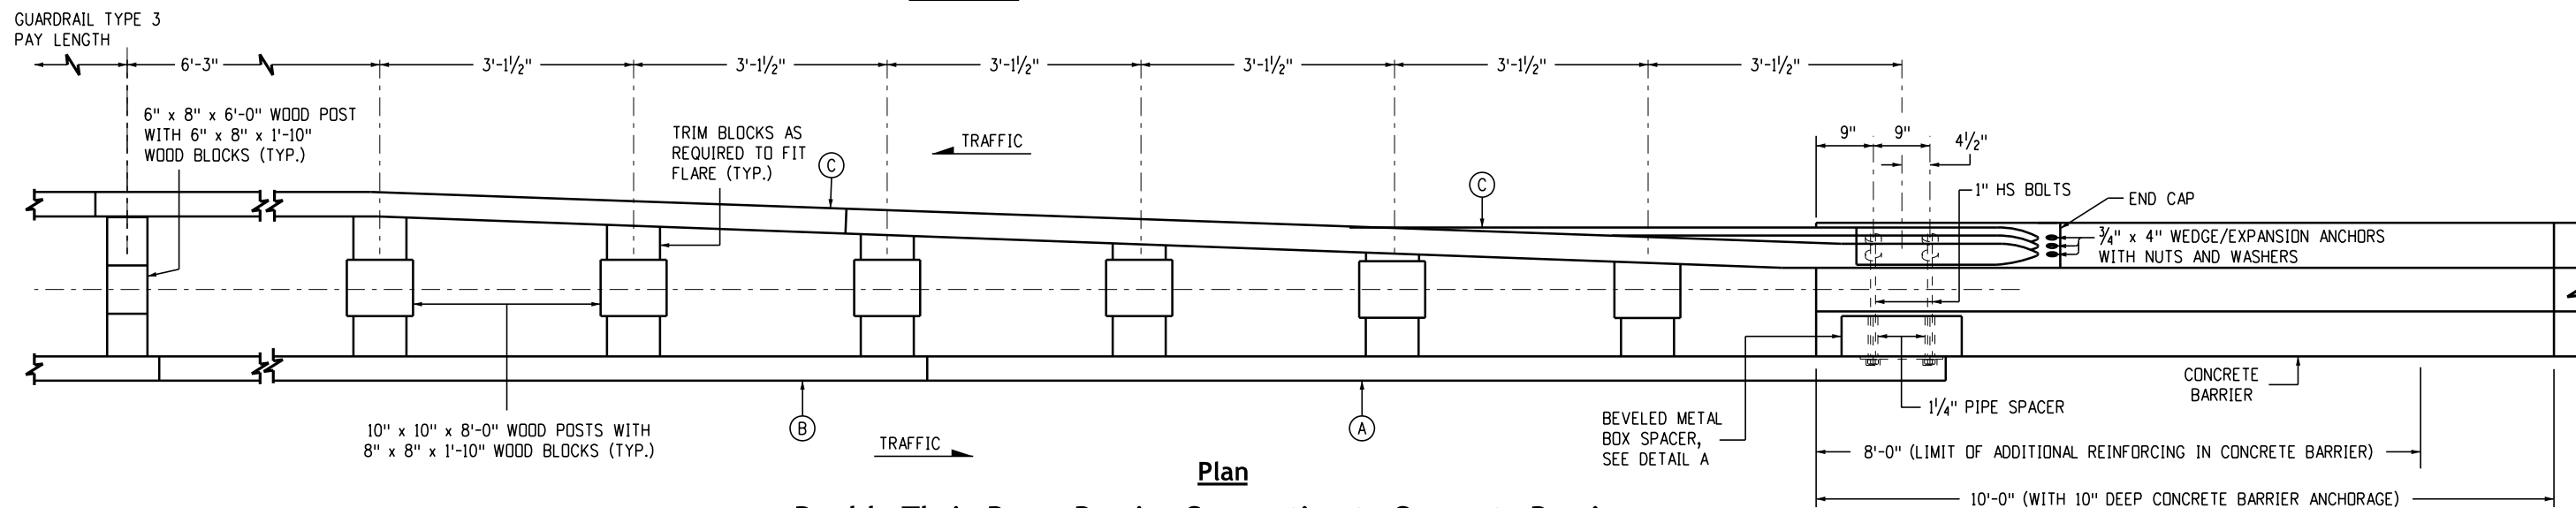 GUARDRAIL TYPE 3
PAY LENGTH
6'-3"
3'-1½"
3'-1½"
3'-1½"
3'-1½"
3'-1½"
3'-1½"
6" x 8" x 6'-0" WOOD POST
WITH 6" x 8" x 1'-10"
WOOD BLOCKS (TYP.)
TRIM BLOCKS AS
REQUIRED TO FIT
FLARE (TYP.)
C
TRAFFIC
C
9"
9"
4½"
1" HS BOLTS
END CAP
¾" x 4" WEDGE/EXPANSION ANCHORS
WITH NUTS AND WASHERS
10" x 10" x 8'-0" WOOD POSTS WITH
8" x 8" x 1'-10" WOOD BLOCKS (TYP.)
B
TRAFFIC
A
BEVELED METAL
BOX SPACER,
SEE DETAIL A
1¼" PIPE SPACER
CONCRETE
BARRIER
8'-0" (LIMIT OF ADDITIONAL REINFORCING IN CONCRETE BARRIER)
10'-0" (WITH 10" DEEP CONCRETE BARRIER ANCHORAGE)
Plan